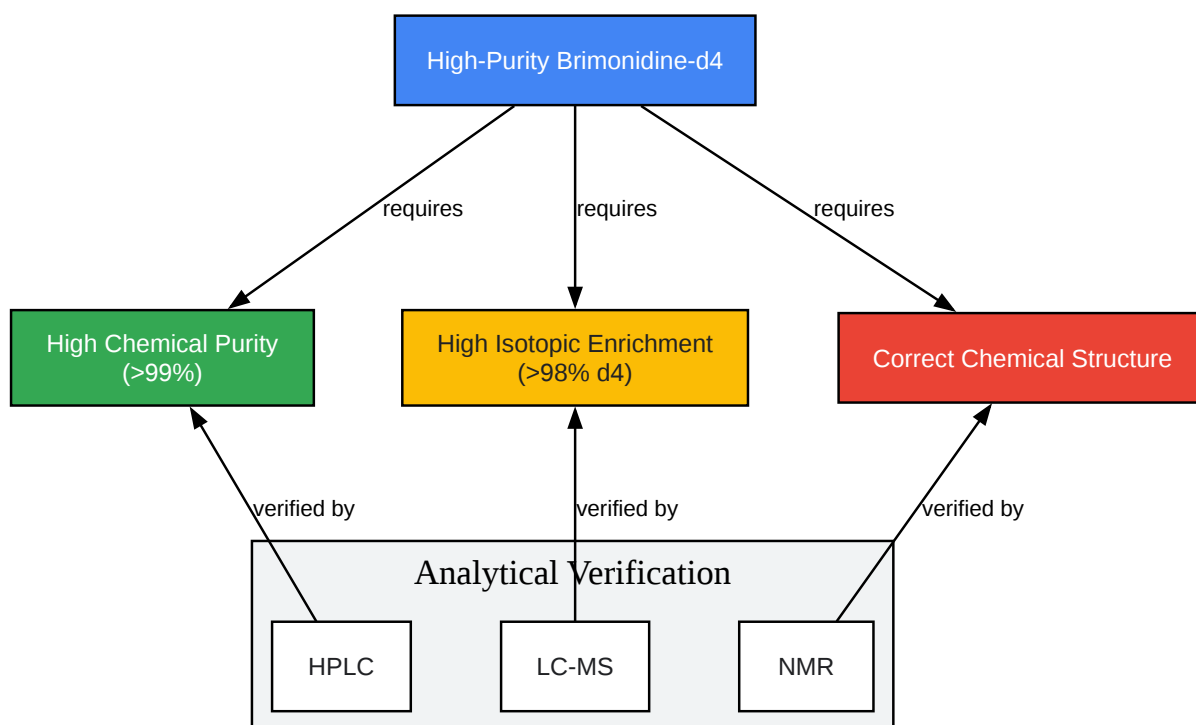 High-Purity Brimonidine-d4
requires
requires
requires
High Chemical Purity
(>99%)
High Isotopic Enrichment
(>98% d4)
Correct Chemical Structure
verified by
verified by
verified by
Analytical Verification
HPLC
LC-MS
NMR